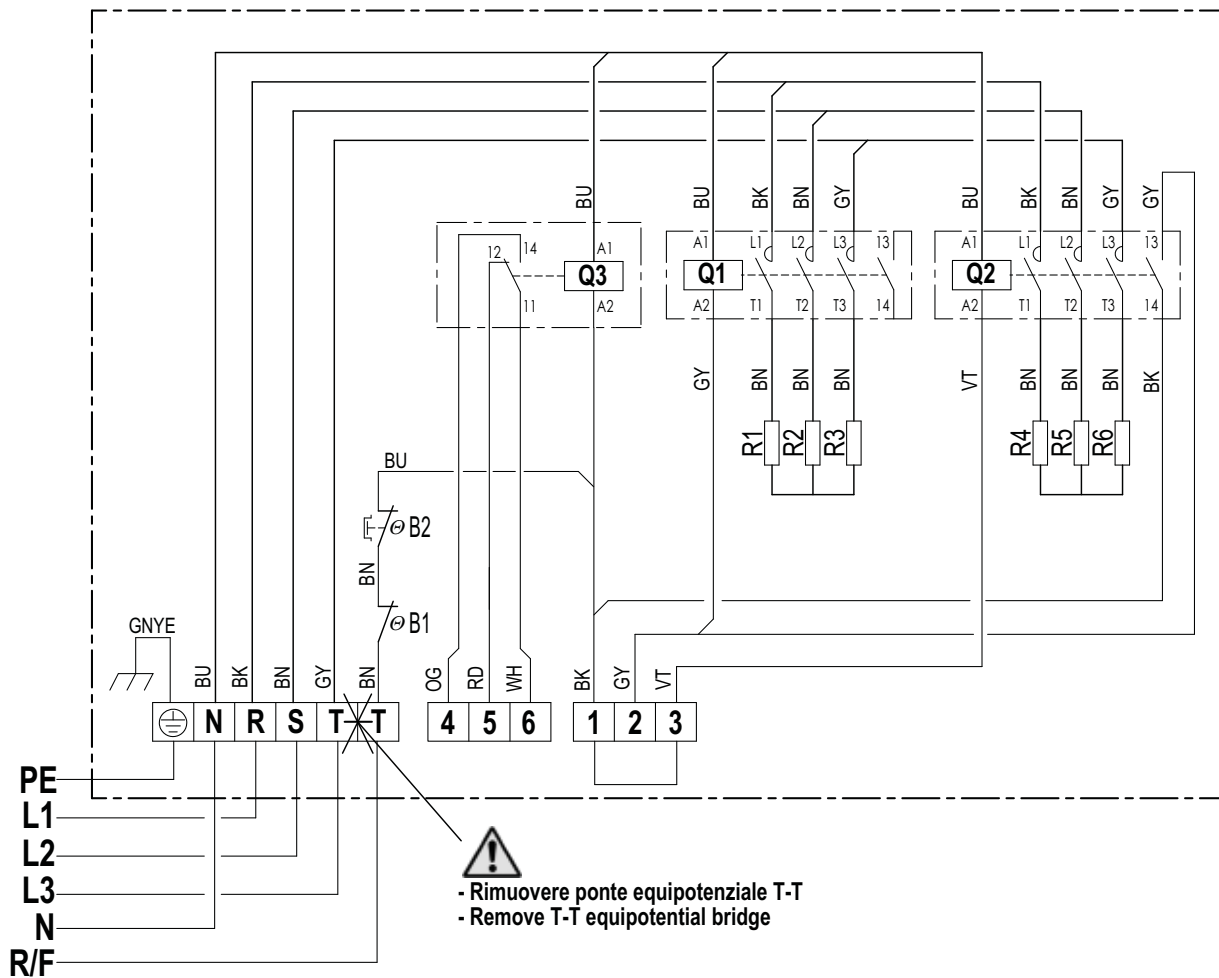 BU BU BK BN GY BU BK BN GY GY
12 14 A1 A1 L1 L2 L3 13 A1 L1 L2 L3 13
Q3 Q1 Q2
11 A2 A2 T1 T2 T3 14 A2 T1 T2 T3 14
GY BN BN BN VT BN BN BN BK
R1 R2 R3 R4 R5 R6
BU
Θ B2
BN
Θ B1
GNYE
BU BK BN GY BN OG RD WH BK GY VT
N R S T T 4 5 6 1 2 3
PE
L1
L2
L3
N
R/F
!
- Rimuovere ponte equipotenziale T-T
- Remove T-T equipotential bridge